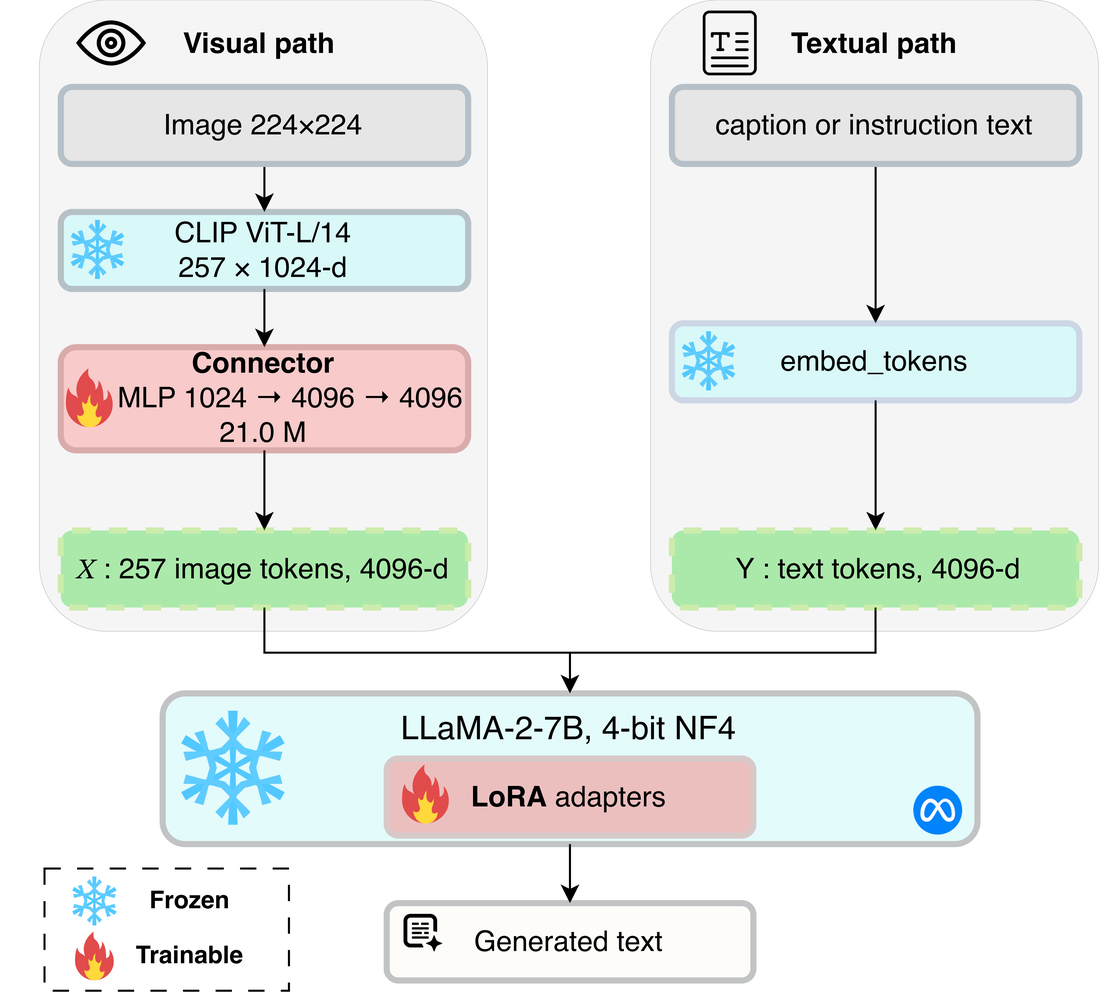 Visual path
Image 224×224
CLIP ViT-L/14
257 × 1024-d
Connector
MLP 1024 → 4096 → 4096
21.0 M
X : 257 image tokens, 4096-d
Textual path
caption or instruction text
embed_tokens
Y : text tokens, 4096-d
LLaMA-2-7B, 4-bit NF4
LoRA adapters
Generated text
Frozen
Trainable